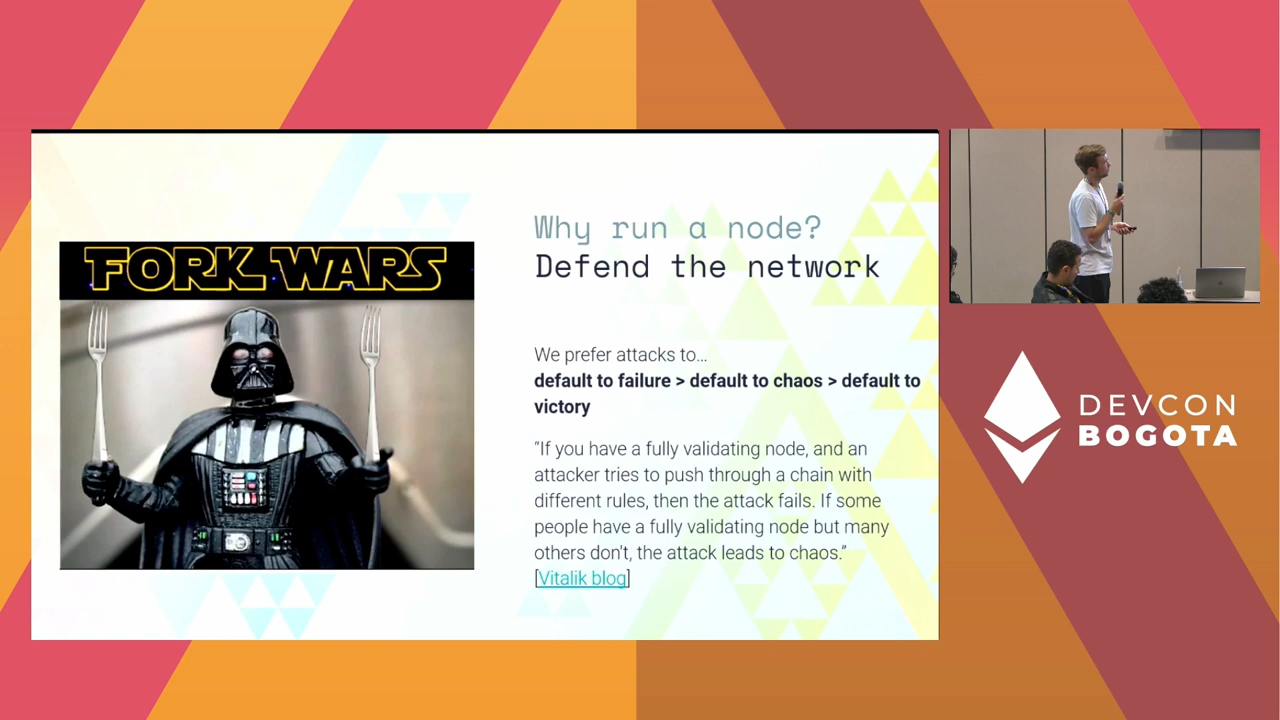 FORK WARS
Why run a node?
Defend the network
We prefer attacks to...
default to failure > default to chaos > default to
victory
“If you have a fully validating node, and an
attacker tries to push through a chain with
different rules, then the attack fails. If some
people have a fully validating node but many
others don’t, the attack leads to chaos.”
[Vitalik blog]
DEVCON
BOGOTA